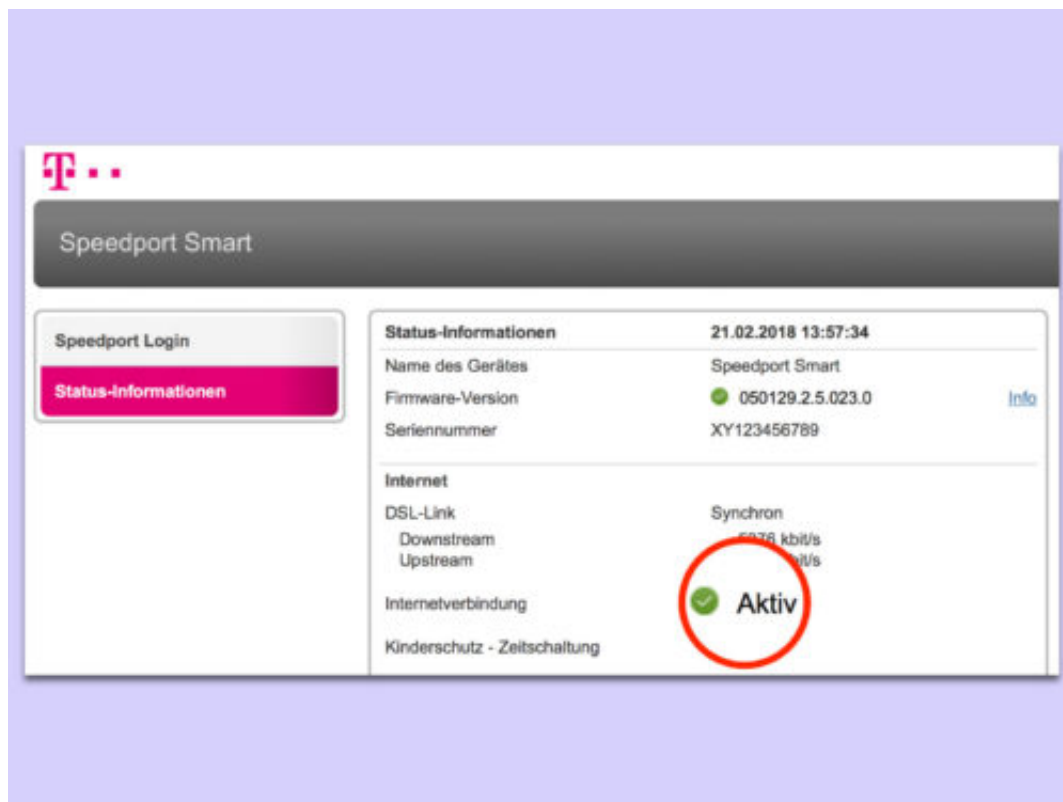 T
Speedport Smart
Speedport Login
Status-Informationen
Status-Informationen 21.02.2018 13:57:34
Name des Gerätes Speedport Smart
Firmware-Version 050129.2.5.023.0 Info
Seriennummer XY123456789
Internet
DSL-Link Synchron
Downstream kbit/s
Upstream
Internetverbindung Aktiv
Kinderschutz - Zeitschaltung